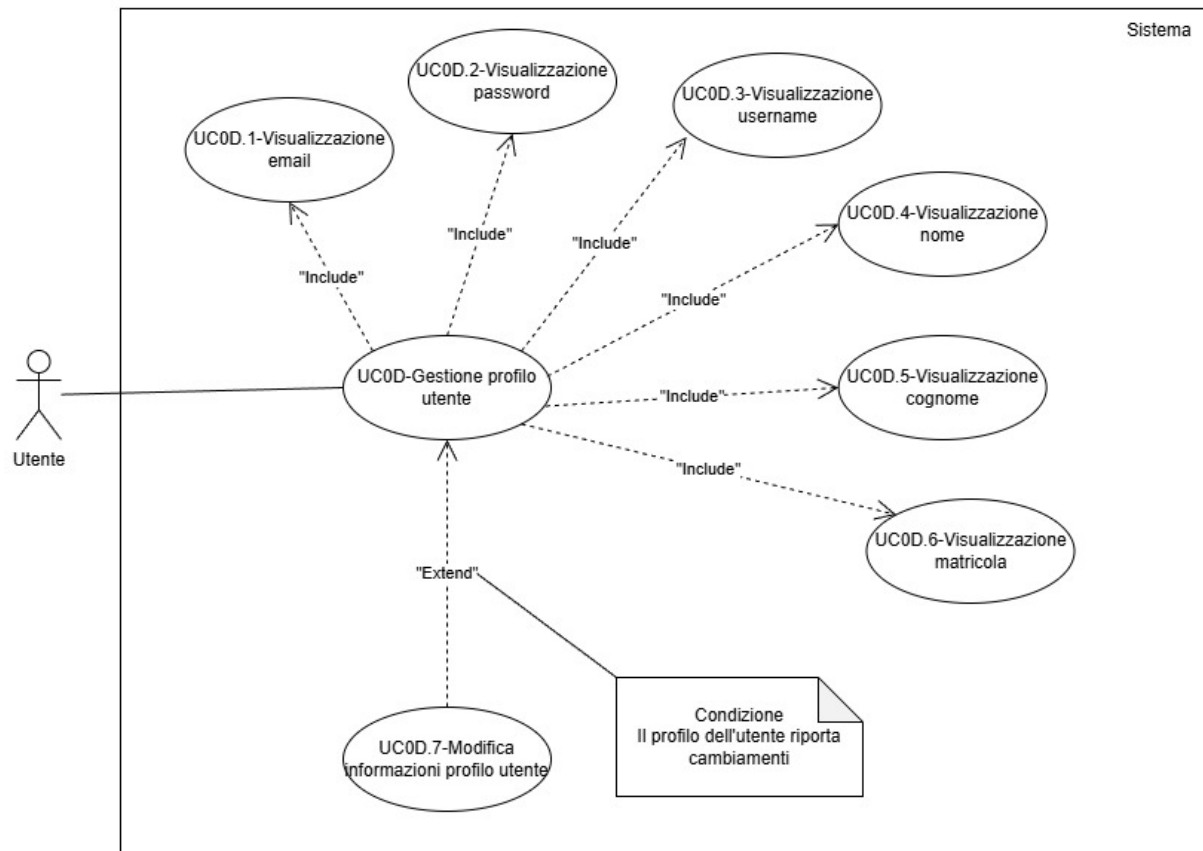 Sistema
UC0D.2-Visualizzazione
password
UC0D.3-Visualizzazione
username
UC0D.1-Visualizzazione
email
UC0D.4-Visualizzazione
nome
"Include"
"Include"
"Include"
"Include"
UC0D-Gestione profilo
utente
UC0D.5-Visualizzazione
cognome
"Include"
Utente
"Include"
UC0D.6-Visualizzazione
matricola
"Extend"
Condizione
Il profilo dell'utente riporta
cambiamenti
UC0D.7-Modifica
informazioni profilo utente